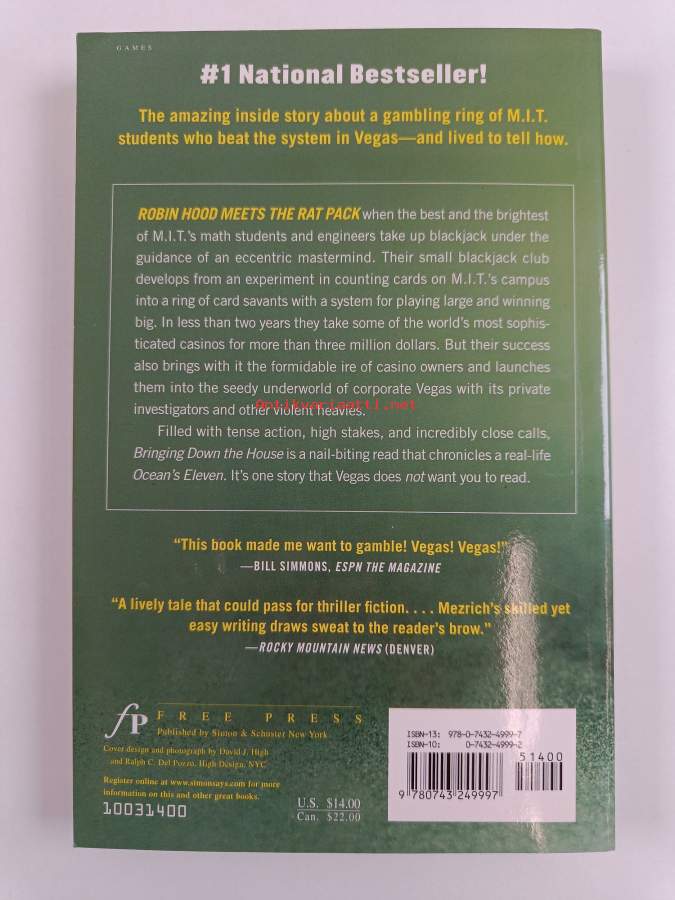 GAMES
#1 National Bestseller!
The amazing inside story about a gambling ring of M.I.T.
students who beat the system in Vegas—and lived to tell how.
ROBIN HOOD MEETS THE RAT PACK when the best and the brightest
of M.I.T.'s math students and engineers take up blackjack under the
guidance of an eccentric mastermind. Their small blackjack club
develops from an experiment in counting cards on M.I.T.'s campus
into a ring of card savants with a system for playing large and winning
big. In less than two years they take some of the world's most sophis-
ticated casinos for more than three million dollars. But their success
also brings with it the formidable ire of casino owners and launches
them into the seedy underworld of corporate Vegas with its private
investigators and other violent heavies.
Antikvariaatti.net
Filled with tense action, high stakes, and incredibly close calls,
Bringing Down the House is a nail-biting read that chronicles a real-life
Ocean's Eleven. It's one story that Vegas does not want you to read.
“This book made me want to gamble! Vegas! Vegas!”
—BILL SIMMONS, ESPN THE MAGAZINE
“A lively tale that could pass for thriller fiction. . . . Mezrich's skilled yet
easy writing draws sweat to the reader's brow.”
—ROCKY MOUNTAIN NEWS (DENVER)
fP FREE PRESS
Published by Simon & Schuster New York
Cover design and photograph by David J. High
and Ralph C. Del Pozzo, High Design, NYC
Register online at www.simonsays.com for more
information on this and other great books.
10031400
U.S. $14.00
Can. $22.00
ISBN-13: 978-0-7432-4999-7
ISBN-10: 0-7432-4999-2
51400
9 780743 249997